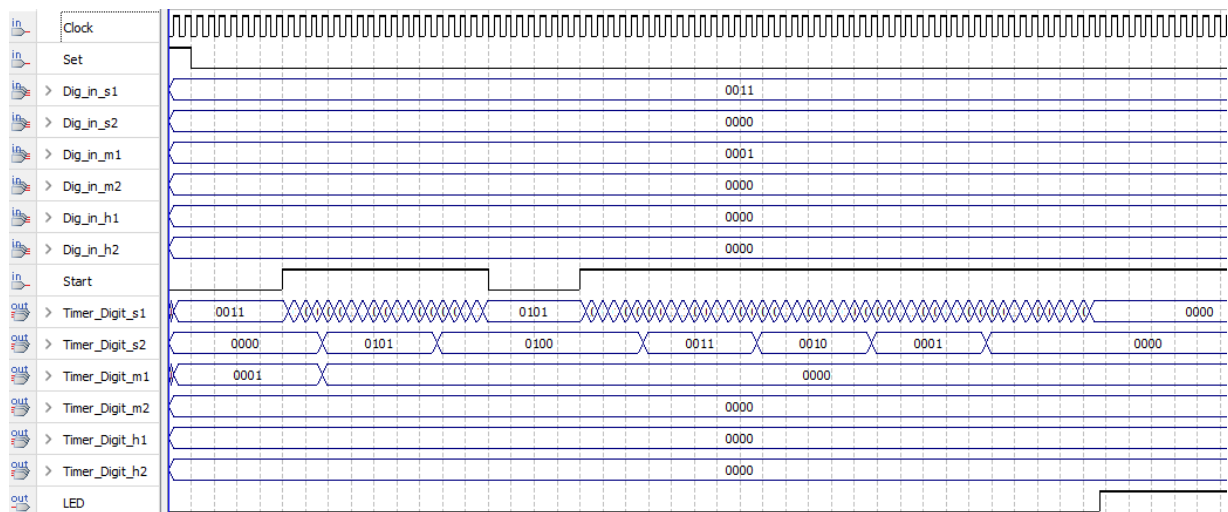 in Clock
in Set
in > Dig_in_s1 0011
in > Dig_in_s2 0000
in > Dig_in_m1 0001
in > Dig_in_m2 0000
in > Dig_in_h1 0000
in > Dig_in_h2 0000
in Start
out > Timer_Digit_s1 0011 0101 0000
out > Timer_Digit_s2 0000 0101 0100 0011 0010 0001 0000
out > Timer_Digit_m1 0001 0000
out > Timer_Digit_m2 0000
out > Timer_Digit_h1 0000
out > Timer_Digit_h2 0000
out LED